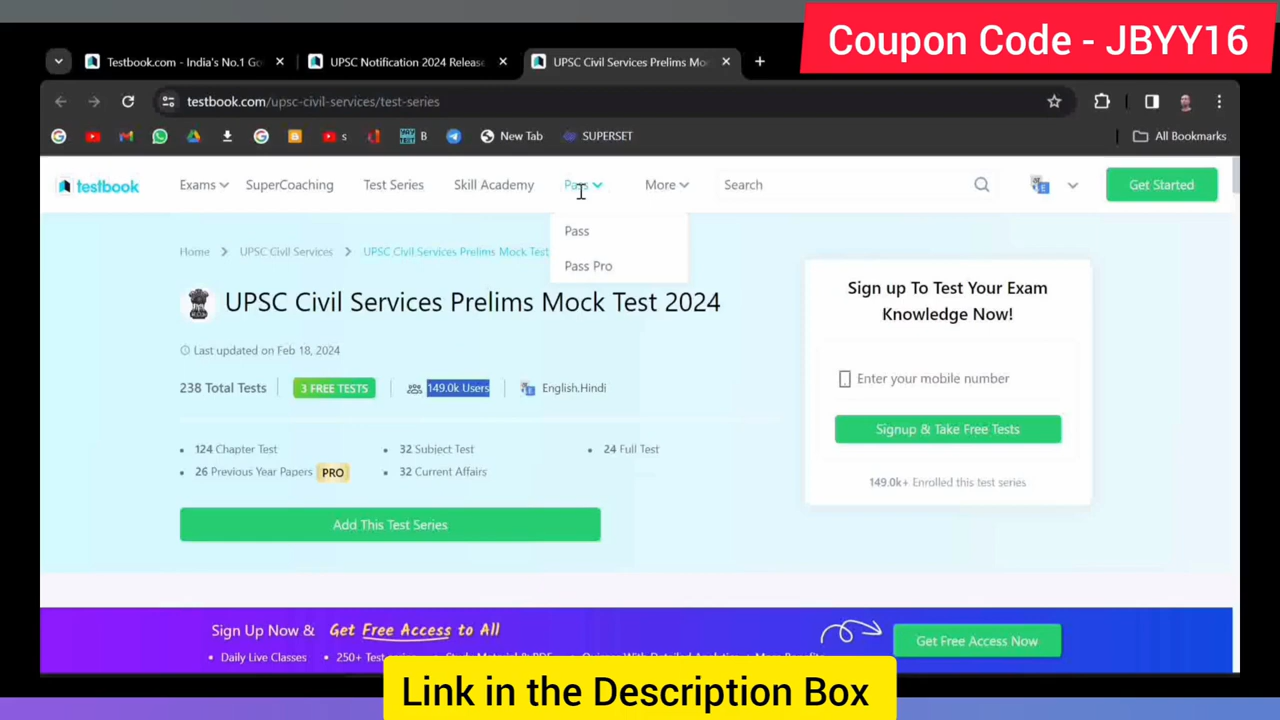 Coupon Code - JBYY16
Testbook.com - India's No.1 Go
UPSC Notification 2024 Release
UPSC Civil Services Prelims Mo
testbook.com/upsc-civil-services/test-series
s
B
New Tab
SUPERSET
All Bookmarks
testbook
Exams
SuperCoaching
Test Series
Skill Academy
Pass
More
Search
Get Started
Pass
Pass Pro
Home > UPSC Civil Services > UPSC Civil Services Prelims Mock Test
UPSC Civil Services Prelims Mock Test 2024
Last updated on Feb 18, 2024
238 Total Tests
3 FREE TESTS
149.0k Users
English,Hindi
124 Chapter Test
32 Subject Test
24 Full Test
26 Previous Year Papers PRO
32 Current Affairs
Add This Test Series
Sign up To Test Your Exam
Knowledge Now!
Enter your mobile number
Signup & Take Free Tests
149.0k+ Enrolled this test series
Sign Up Now & Get Free Access to All
Daily Live Classes
250+ Test series
Get Free Access Now
Link in the Description Box